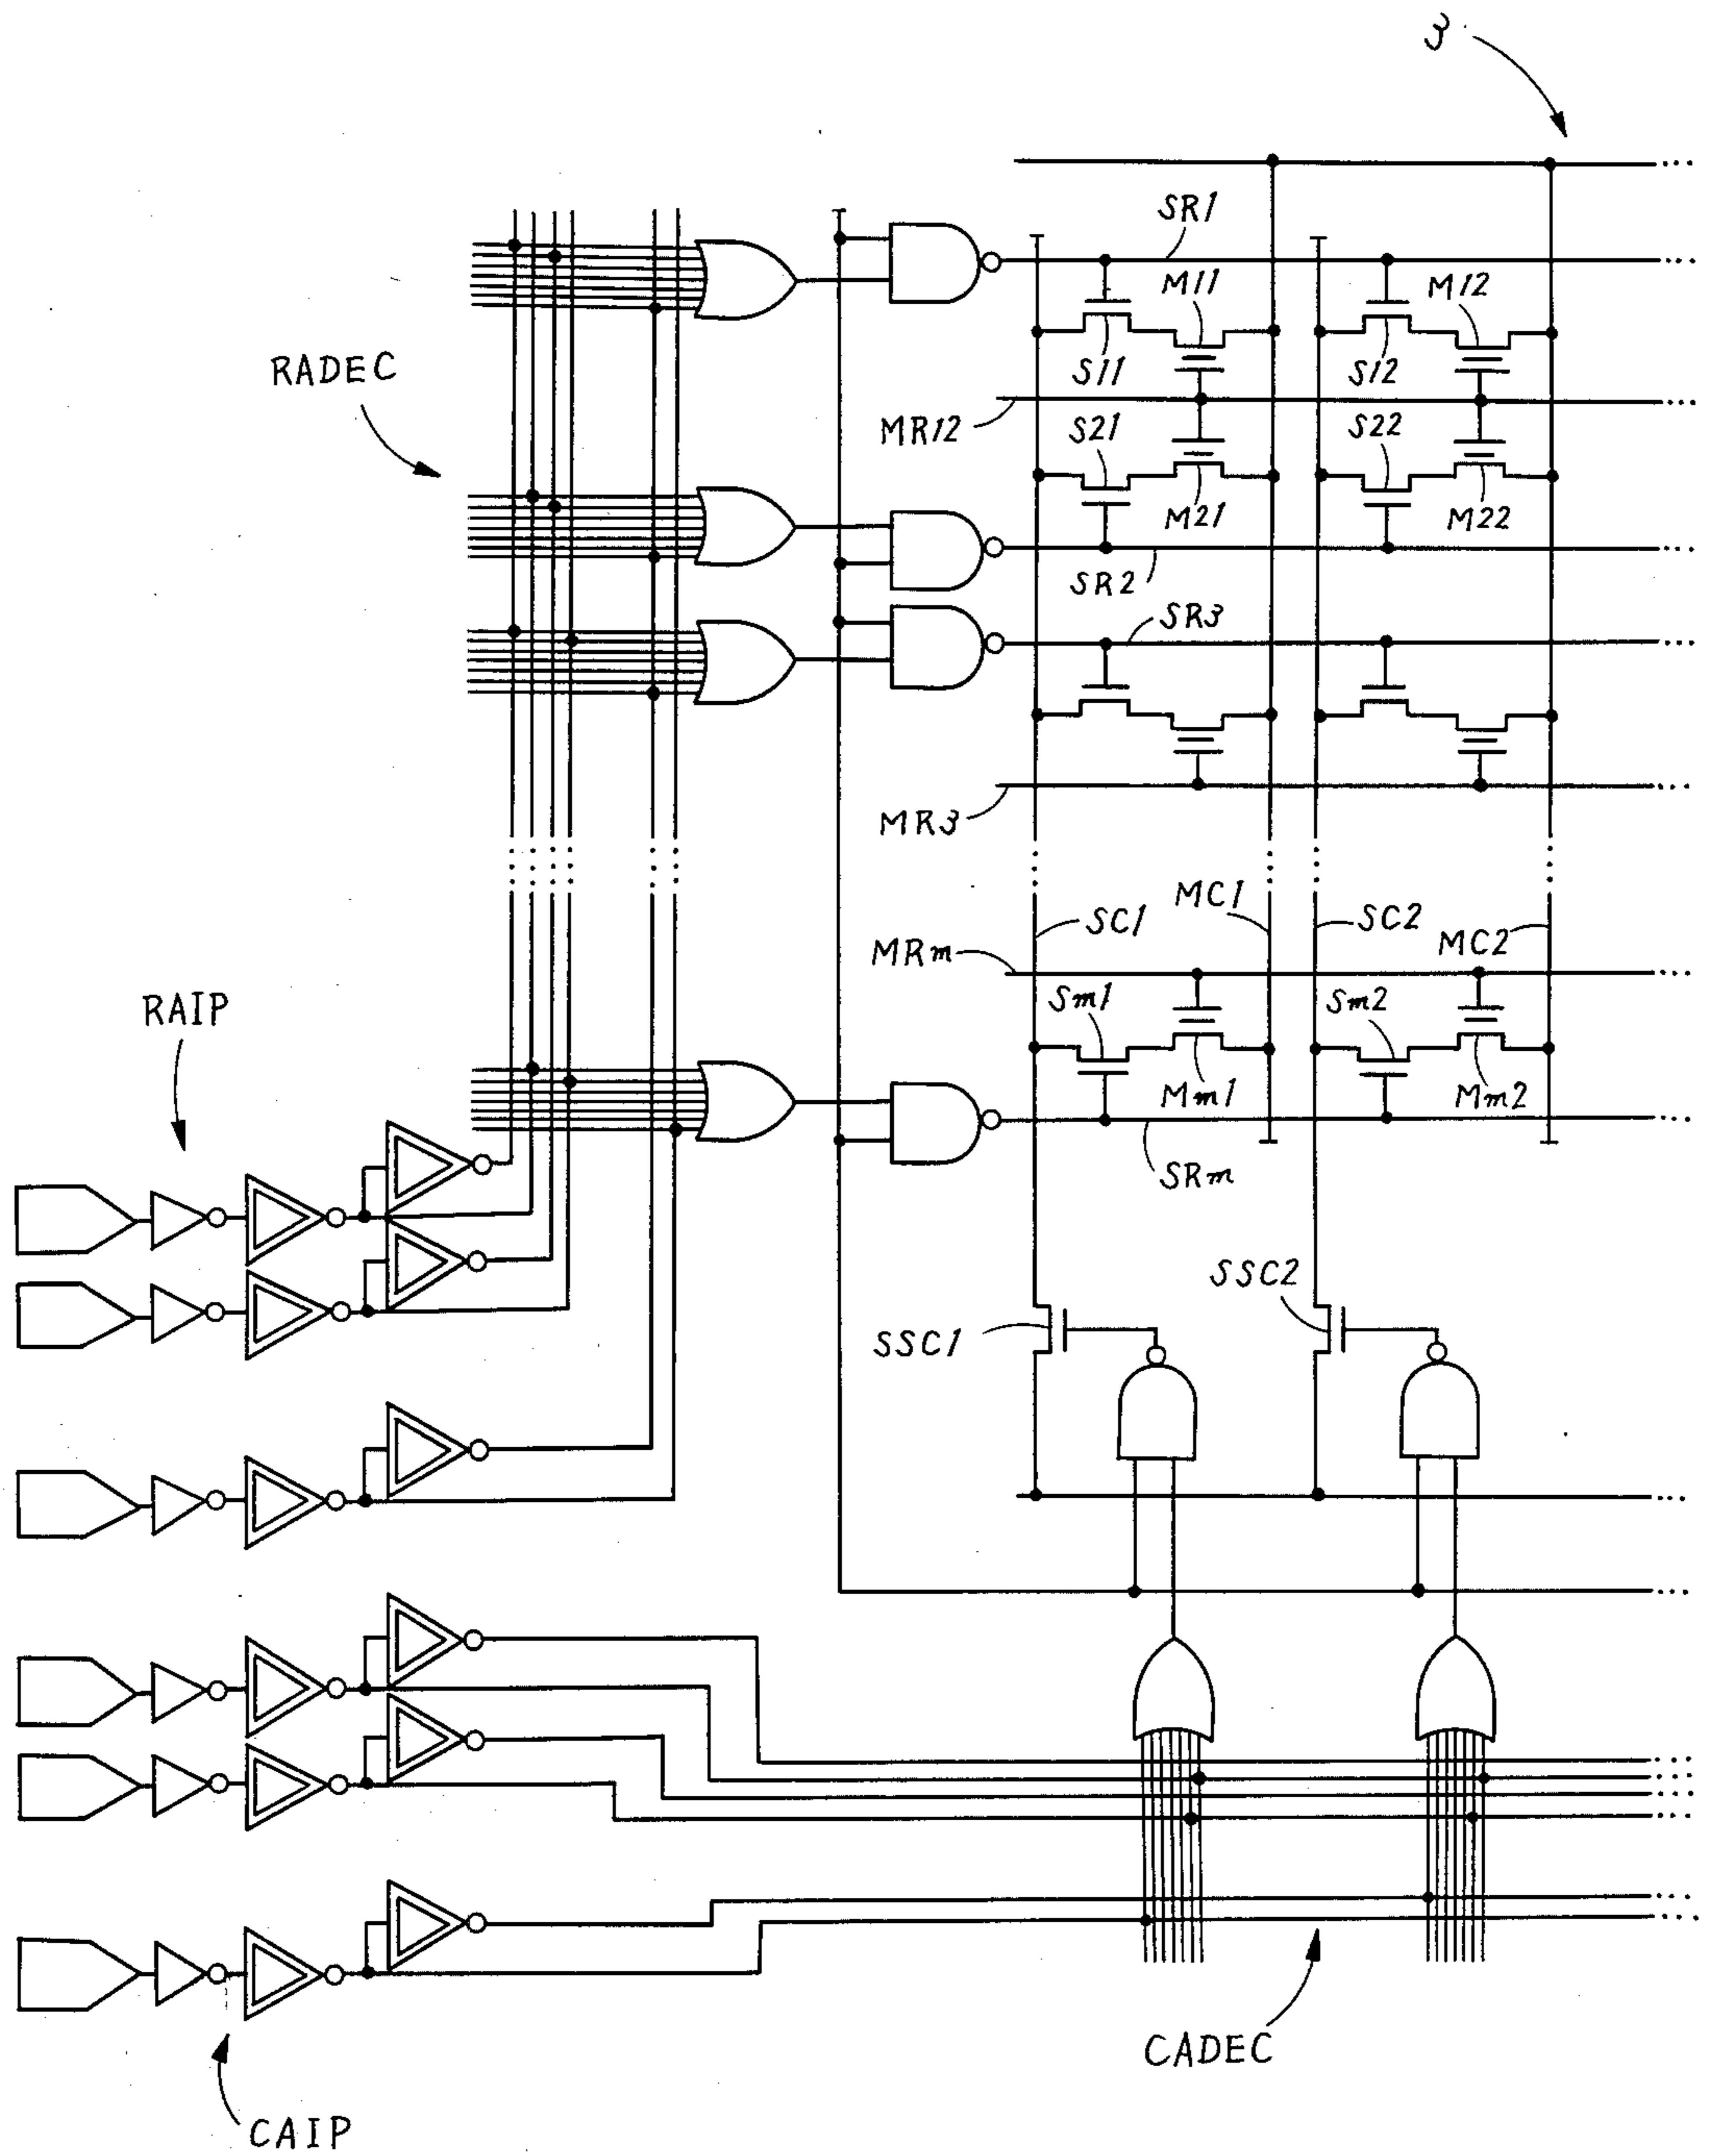 3
SR1
M11
M12
RADEC
S11
S12
MR12
S21
S22
M21
M22
SR2
SR3
MR3
SC1
MC1
SC2
MC2
MRm
Sm1
Sm2
RAIP
Mm1
Mm2
SRm
SSC2
SSC1
CADEC
CAIP